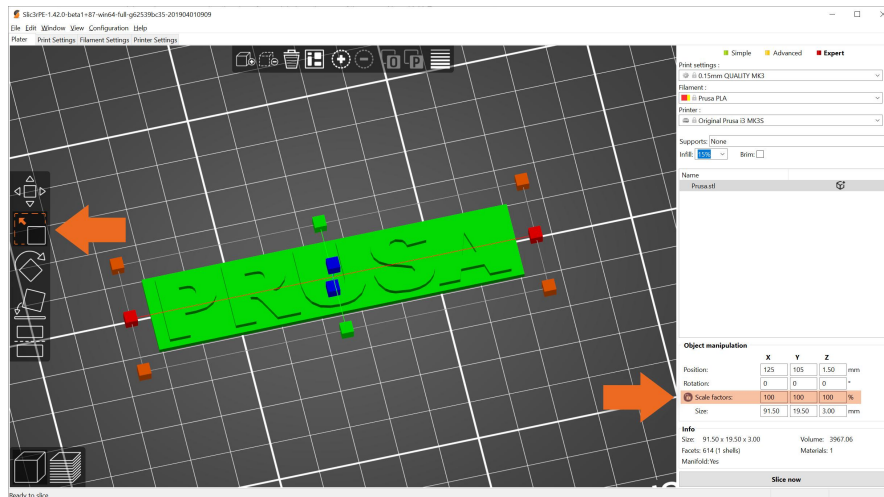 Slic3rPE-1.42.0-beta1+87-win64-full-g62539bc35-201904010909
File Edit Window View Configuration Help
Plater Print Settings Filament Settings Printer Settings
Simple Advanced Expert
Print settings :
0.15mm QUALITY MK3
Filament :
Prusa PLA
Printer :
Original Prusa i3 MK3S
Supports: None
Infill: 15% Brim:
Name
Prusa.stl
PRUSA
Object manipulation
X Y Z
Position: 125 105 1.50 mm
Rotation: 0 0 0 °
Scale factors: 100 100 100 %
Size: 91.50 19.50 3.00 mm
Info
Size: 91.50 x 19.50 x 3.00 Volume: 3967.06
Facets: 614 (1 shells) Materials: 1
Manifold: Yes
Slice now
Ready to slice